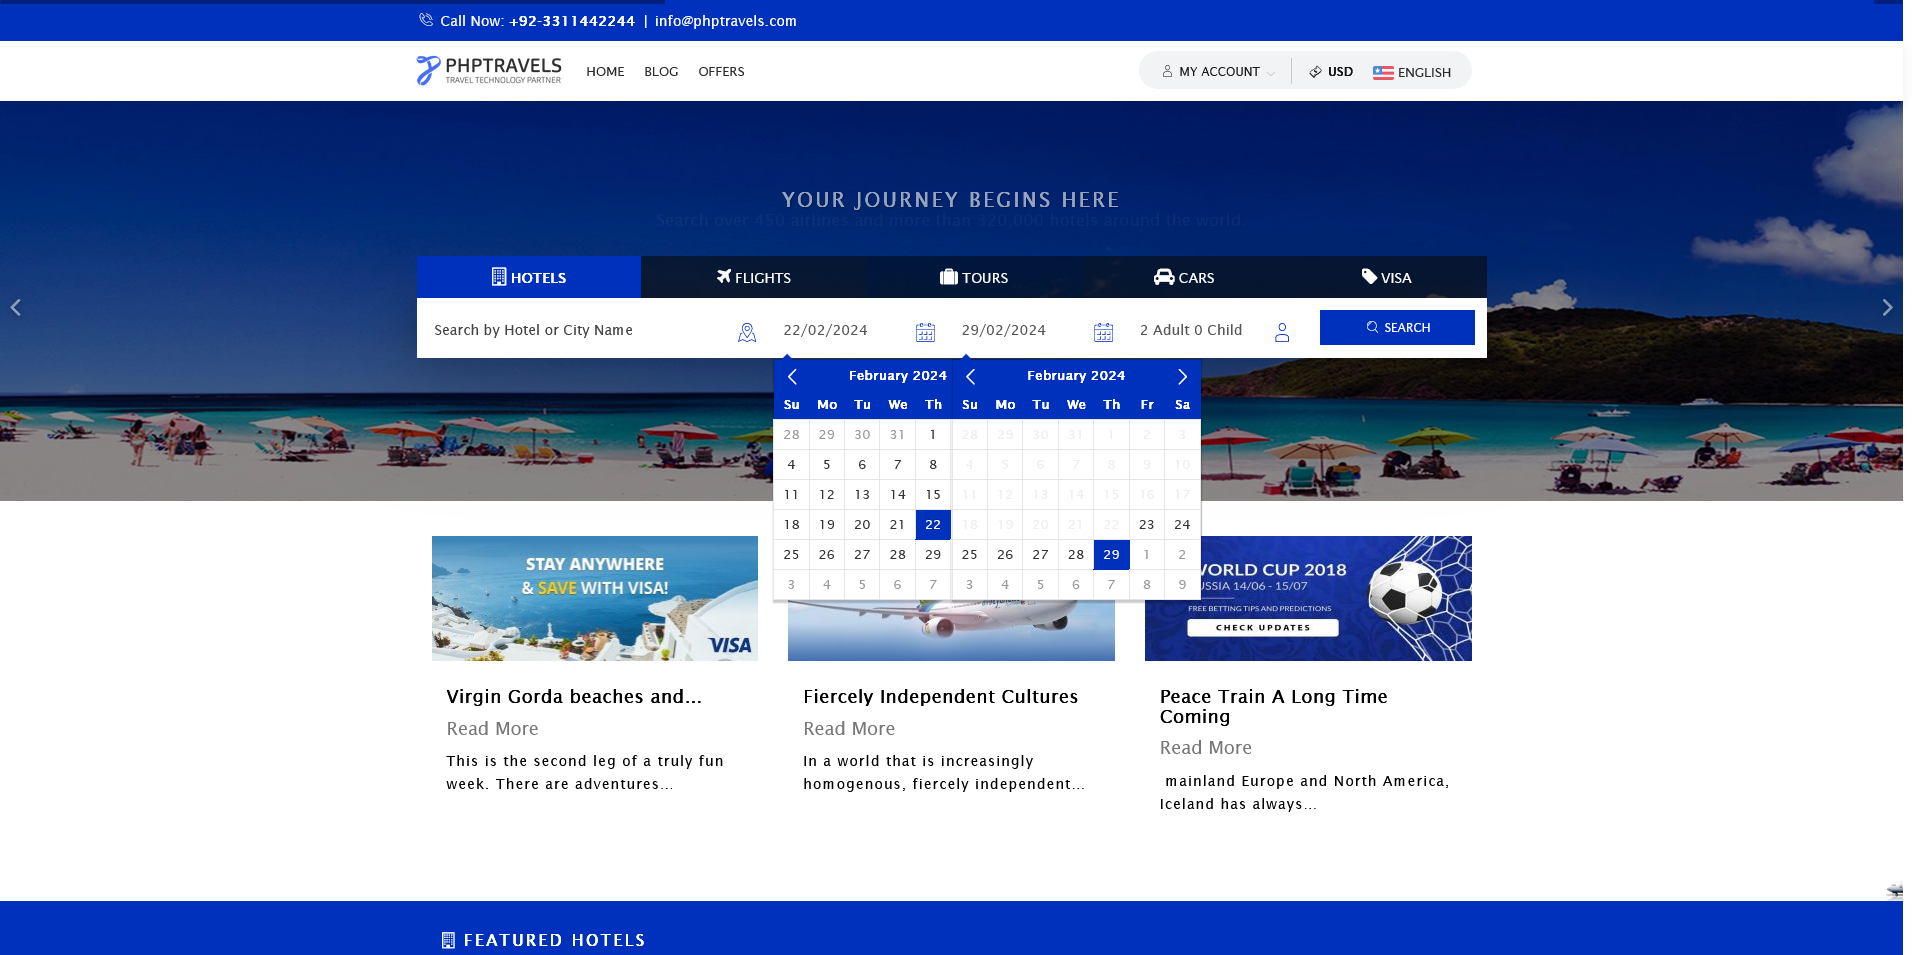 Call Now: +92-3311442244 | info@phptravels.com
PHPTRAVELS
TRAVEL TECHNOLOGY PARTNER
HOME BLOG OFFERS
MY ACCOUNT USD ENGLISH
YOUR JOURNEY BEGINS HERE
Search over 450 airlines and more than 320,000 hotels around the world.
HOTELS FLIGHTS TOURS CARS VISA
Search by Hotel or City Name 22/02/2024 29/02/2024 2 Adult 0 Child SEARCH
February 2024 February 2024
Su Mo Tu We Th Su Mo Tu We Th Fr Sa
28 29 30 31 1 28 29 30 31 1 2 3
4 5 6 7 8 4 5 6 7 8 9 10
11 12 13 14 15 11 12 13 14 15 16 17
18 19 20 21 22 18 19 20 21 22 23 24
25 26 27 28 29 25 26 27 28 29 1 2
3 4 5 6 7 3 4 5 6 7 8 9
STAY ANYWHERE
& SAVE WITH VISA!
VISA
WORLD CUP 2018
RUSSIA 14/06 - 15/07
FREE BETTING TIPS AND PREDICTIONS
CHECK UPDATES
Virgin Gorda beaches and...
Read More
This is the second leg of a truly fun
week. There are adventures...
Fiercely Independent Cultures
Read More
In a world that is increasingly
homogenous, fiercely independent...
Peace Train A Long Time
Coming
Read More
mainland Europe and North America,
Iceland has always...
FEATURED HOTELS